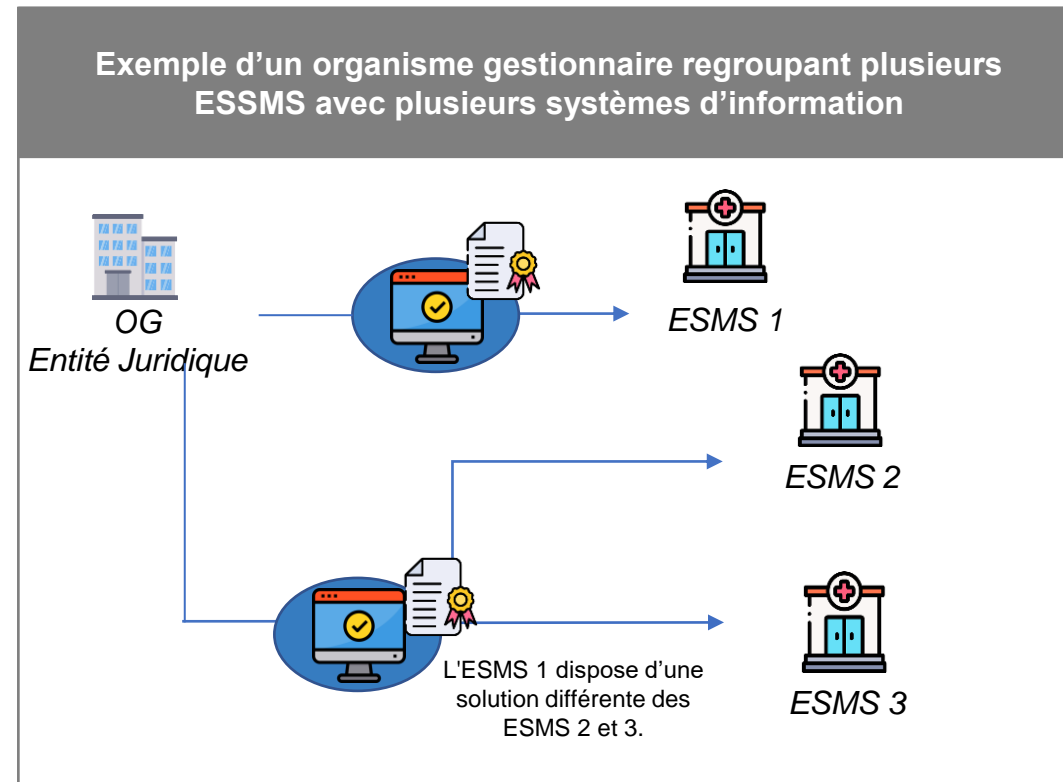 Exemple d’un organisme gestionnaire regroupant plusieurs
ESSMS avec plusieurs systèmes d’information
OG
Entité Juridique
ESMS 1
ESMS 2
L'ESMS 1 dispose d’une
solution différente des
ESMS 2 et 3.
ESMS 3